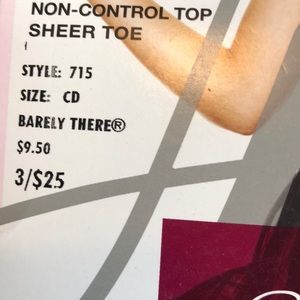 NON-CONTROL TOP
SHEER TOE
STYLE: 715
SIZE: CD
BARELY THERE®
$9.50
3/$25